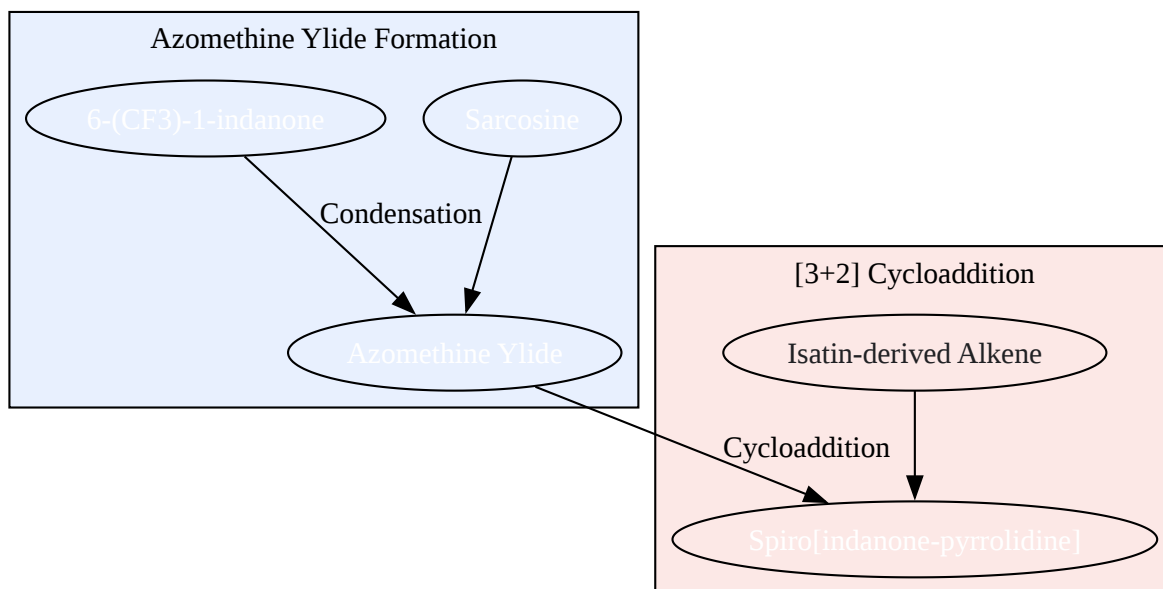 Azomethine Ylide Formation
6-(CF3)-1-indanone
Sarcosine
Condensation
Azomethine Ylide
[3+2] Cycloaddition
Isatin-derived Alkene
Cycloaddition
Spiro[indanone-pyrrolidine]